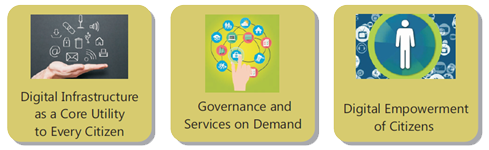 Digital Infrastructure
as a Core Utility
to Every Citizen
Governance and
Services on Demand
Digital Empowerment
of Citizens